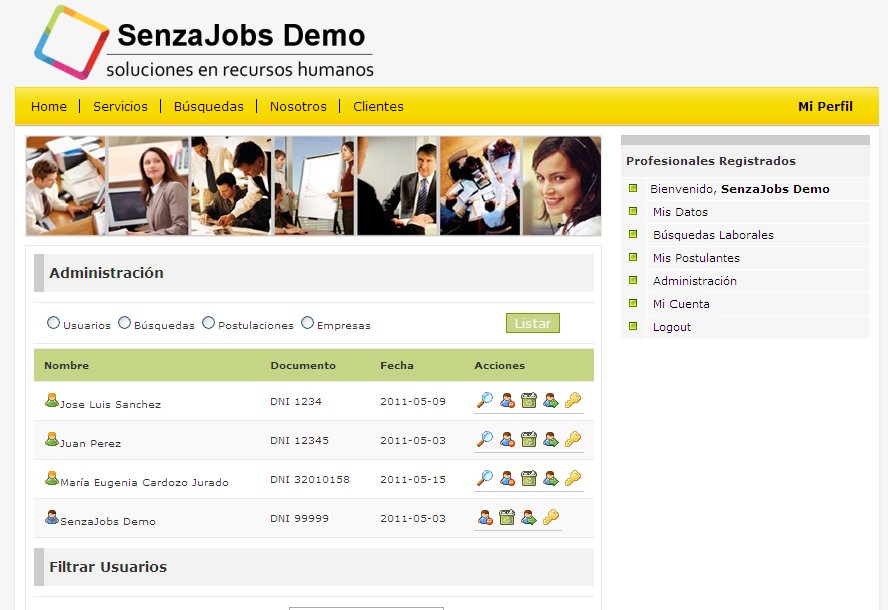 SenzaJobs Demo
soluciones en recursos humanos
Home | Servicios | Búsquedas | Nosotros | Clientes Mi Perfil
Profesionales Registrados
Bienvenido, SenzaJobs Demo
Mis Datos
Búsquedas Laborales
Mis Postulantes
Administración
Mi Cuenta
Logout
Administración
Usuarios Búsquedas Postulaciones Empresas Listar
Nombre Documento Fecha Acciones
Jose Luis Sanchez DNI 1234 2011-05-09
Juan Perez DNI 12345 2011-05-03
María Eugenia Cardozo Jurado DNI 32010158 2011-05-15
SenzaJobs Demo DNI 99999 2011-05-03
Filtrar Usuarios